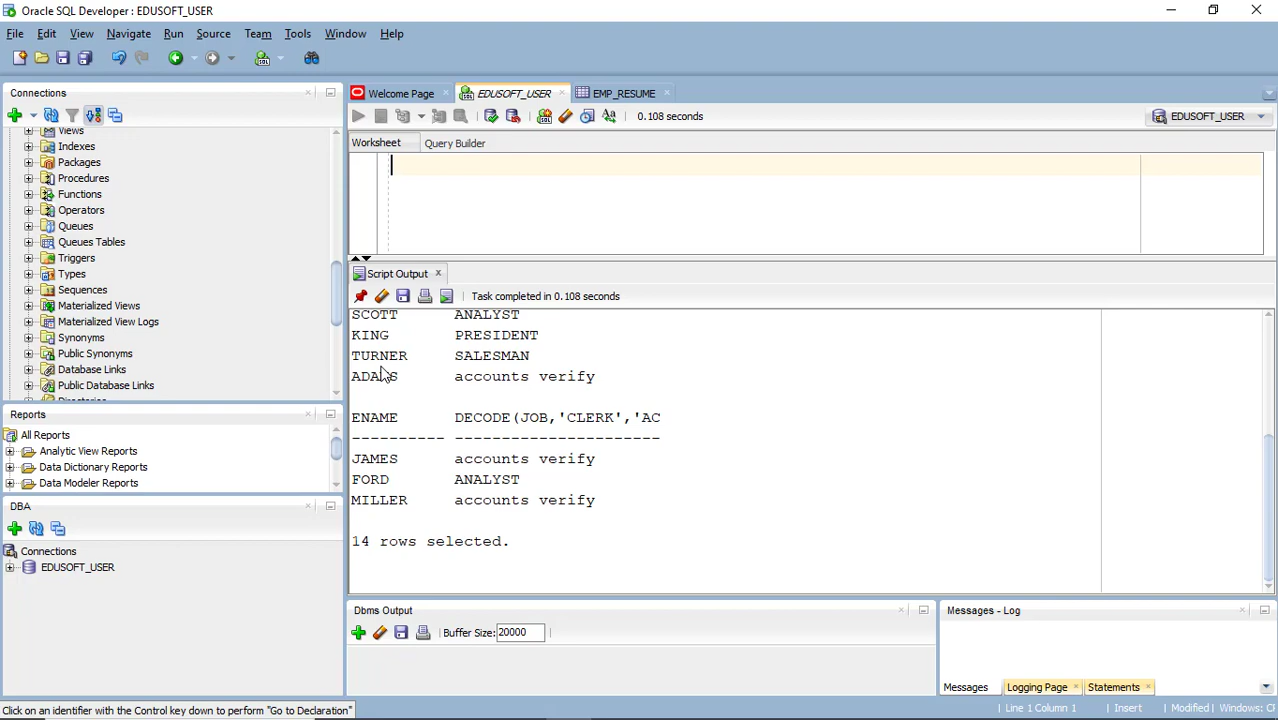 Oracle SQL Developer : EDUSOFT_USER
File Edit View Navigate Run Source Team Tools Window Help
Connections
Welcome Page
EDUSOFT_USER
EMP_RESUME
0.108 seconds
EDUSOFT_USER
Worksheet
Query Builder
Views
Indexes
Packages
Procedures
Functions
Operators
Queues
Queues Tables
Triggers
Types
Sequences
Materialized Views
Materialized View Logs
Synonyms
Public Synonyms
Database Links
Public Database Links
Reports
All Reports
Analytic View Reports
Data Dictionary Reports
Data Modeler Reports
DBA
Connections
EDUSOFT_USER
Script Output
Task completed in 0.108 seconds
SCOTT ANALYST
KING PRESIDENT
TURNER SALESMAN
ADAMS accounts verify
ENAME DECODE(JOB,'CLERK','AC
---------- ----------------------
JAMES accounts verify
FORD ANALYST
MILLER accounts verify
14 rows selected.
Dbms Output
Buffer Size: 20000
Messages - Log
Messages Logging Page Statements
Click on an identifier with the Control key down to perform "Go to Declaration"
Line 1 Column 1 Insert Modified Windows: CF